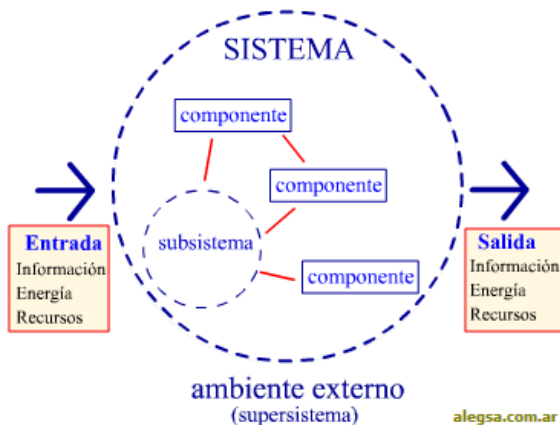 SISTEMA
componente
componente
subsistema
componente
Entrada
Información
Energía
Recursos
Salida
Información
Energía
Recursos
ambiente externo
(supersistema)
alegsa.com.ar